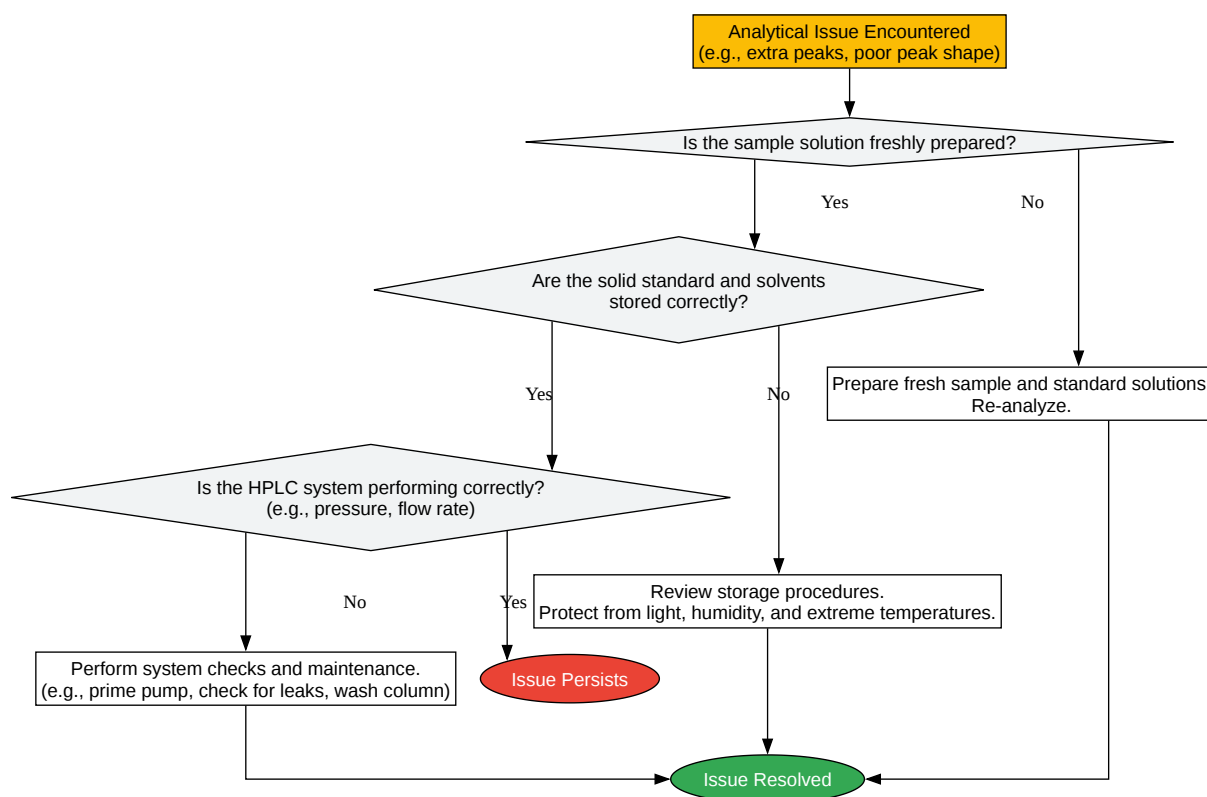 Analytical Issue Encountered
(e.g., extra peaks, poor peak shape)
Is the sample solution freshly prepared?
Yes
No
Are the solid standard and solvents
stored correctly?
Yes
No
Prepare fresh sample and standard solutions
Re-analyze.
Is the HPLC system performing correctly?
(e.g., pressure, flow rate)
No
Yes
Review storage procedures.
Protect from light, humidity, and extreme temperatures.
Perform system checks and maintenance.
(e.g., prime pump, check for leaks, wash column)
Issue Persists
Issue Resolved